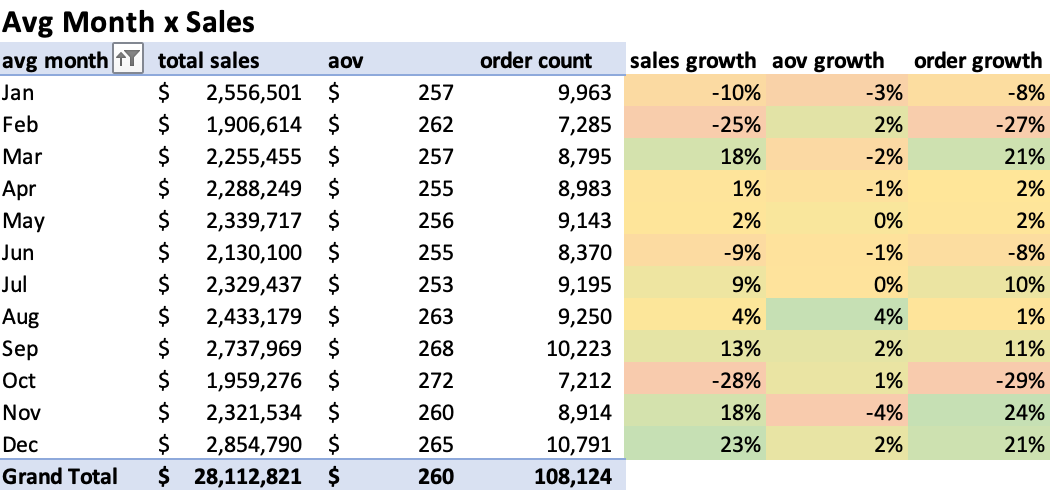 Avg Month x Sales
avg month total sales aov order count sales growth aov growth order growth
Jan $ 2,556,501 $ 257 9,963 -10% -3% -8%
Feb $ 1,906,614 $ 262 7,285 -25% 2% -27%
Mar $ 2,255,455 $ 257 8,795 18% -2% 21%
Apr $ 2,288,249 $ 255 8,983 1% -1% 2%
May $ 2,339,717 $ 256 9,143 2% 0% 2%
Jun $ 2,130,100 $ 255 8,370 -9% -1% -8%
Jul $ 2,329,437 $ 253 9,195 9% 0% 10%
Aug $ 2,433,179 $ 263 9,250 4% 4% 1%
Sep $ 2,737,969 $ 268 10,223 13% 2% 11%
Oct $ 1,959,276 $ 272 7,212 -28% 1% -29%
Nov $ 2,321,534 $ 260 8,914 18% -4% 24%
Dec $ 2,854,790 $ 265 10,791 23% 2% 21%
Grand Total $ 28,112,821 $ 260 108,124